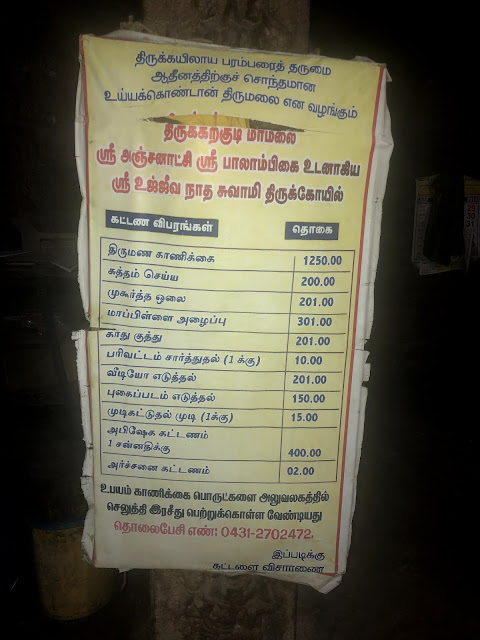 திருக்கயிலாய பரம்பரைத் தருமை
ஆதீனத்திற்குச் சொந்தமான
உய்யக்கொண்டான் திருமலை என வழங்கும்
திருக்கற்குடி மாமலை
ஸ்ரீ அஞ்சனாட்சி ஸ்ரீ பாலாம்பிகை உடனாகிய
ஸ்ரீ உஜ்ஜீவ நாத சுவாமி திருக்கோயில்
கட்டண விபரங்கள் தொகை
திருமண காணிக்கை 1250.00
சுத்தம் செய்ய 200.00
முகூர்த்த ஓலை 201.00
மாப்பிள்ளை அழைப்பு 301.00
காது குத்து 201.00
பரிவட்டம் சார்த்துதல் (1 க்கு) 10.00
வீடியோ எடுத்தல் 201.00
புகைப்படம் எடுத்தல் 150.00
முடிகட்டுதல் முடி (1க்கு) 15.00
அபிஷேக கட்டணம்
1 சன்னதிக்கு 400.00
அர்ச்சனை கட்டணம் 02.00
உபயம் காணிக்கை பொருட்களை அலுவலகத்தில்
செலுத்தி இரசீது பெற்றுக்கொள்ள வேண்டியது
தொலைபேசி எண்: 0431-2702472.
இப்படிக்கு
கட்டளை விசாரணை